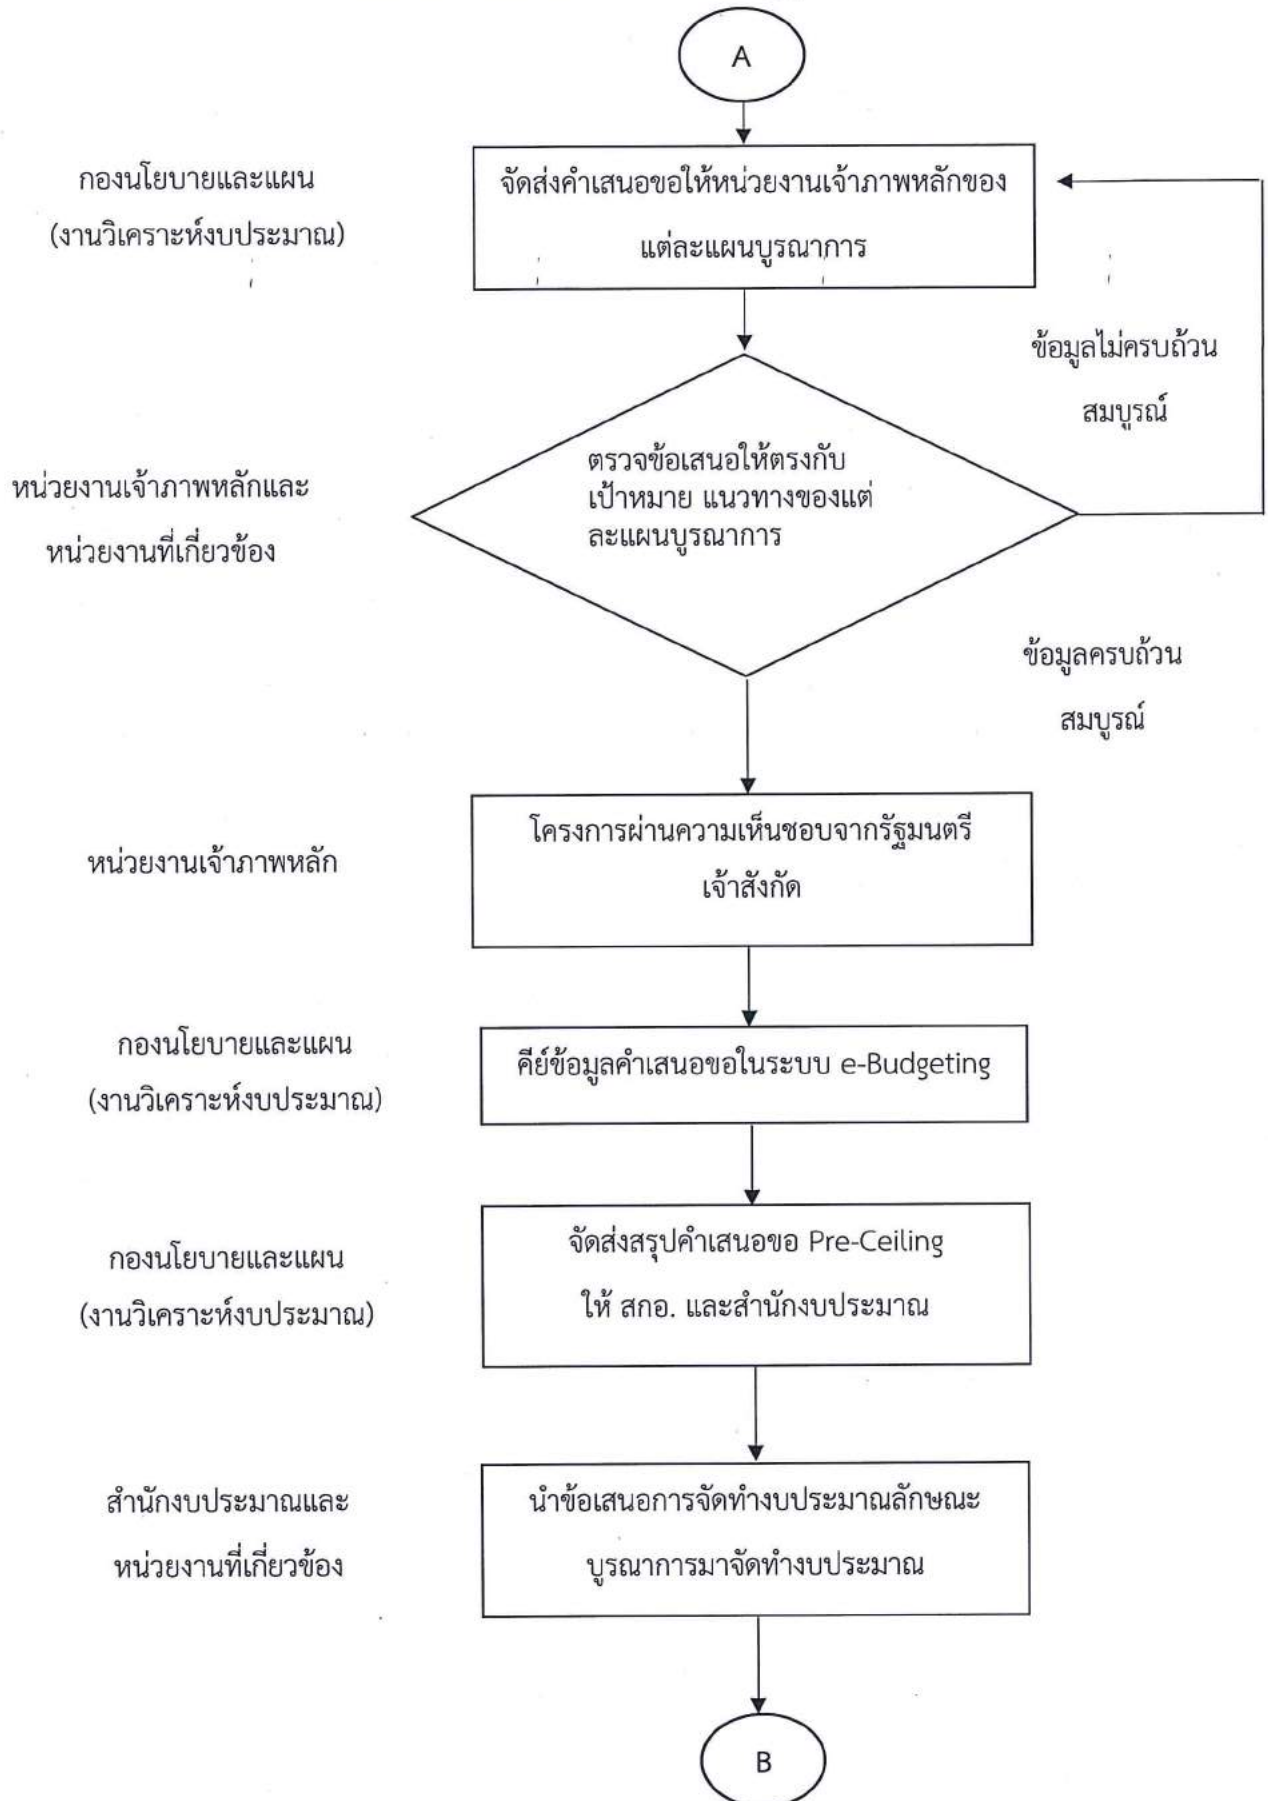 A
กองนโยบายและแผน
(งานวิเคราะห์งบประมาณ)
จัดส่งคำเสนอขอให้หน่วยงานเจ้าภาพหลักของ
แต่ละแผนบูรณาการ
ข้อมูลไม่ครบถ้วน
สมบูรณ์
หน่วยงานเจ้าภาพหลักและ
หน่วยงานที่เกี่ยวข้อง
ตรวจข้อเสนอให้ตรงกับ
เป้าหมาย แนวทางของแต่
ละแผนบูรณาการ
ข้อมูลครบถ้วน
สมบูรณ์
หน่วยงานเจ้าภาพหลัก
โครงการผ่านความเห็นชอบจากรัฐมนตรี
เจ้าสังกัด
กองนโยบายและแผน
(งานวิเคราะห์งบประมาณ)
คีย์ข้อมูลคำเสนอขอในระบบ e-Budgeting
กองนโยบายและแผน
(งานวิเคราะห์งบประมาณ)
จัดส่งสรุปคำเสนอขอ Pre-Ceiling
ให้ สกอ. และสำนักงบประมาณ
สำนักงบประมาณและ
หน่วยงานที่เกี่ยวข้อง
นำข้อเสนอการจัดทำงบประมาณลักษณะ
บูรณาการมาจัดทำงบประมาณ
B